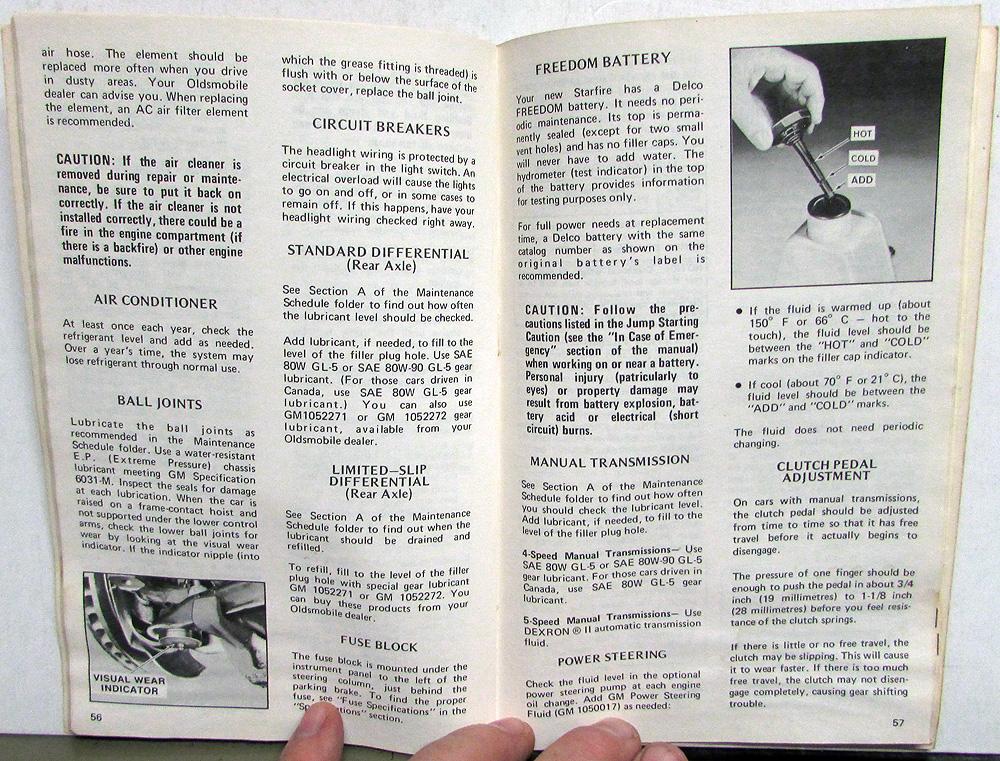 air hose. The element should be
replaced more often when you drive
in dusty areas. Your Oldsmobile
dealer can advise you. When replacing
the element, an AC air filter element
is recommended.
CAUTION: If the air cleaner is
removed during repair or mainte-
nance, be sure to put it back on
correctly. If the air cleaner is not
installed correctly, there could be a
fire in the engine compartment (if
there is a backfire) or other engine
malfunctions.
AIR CONDITIONER
At least once each year, check the
refrigerant level and add as needed.
Over a year's time, the system may
lose refrigerant through normal use.
BALL JOINTS
Lubricate the ball joints as
recommended in the Maintenance
Schedule folder. Use a water-resistant
E.P. (Extreme Pressure) chassis
lubricant meeting GM Specification
6031-M. Inspect the seals for damage
at each lubrication. When the car is
raised on a frame-contact hoist and
not supported under the lower control
arms, check the lower ball joints for
wear by looking at the visual wear
indicator. If the indicator nipple (into
VISUAL WEAR
INDICATOR
56
which the grease fitting is threaded) is
flush with or below the surface of the
socket cover, replace the ball joint.
CIRCUIT BREAKERS
The headlight wiring is protected by a
circuit breaker in the light switch. An
electrical overload will cause the lights
to go on and off, or in some cases to
remain off. If this happens, have your
headlight wiring checked right away.
STANDARD DIFFERENTIAL
(Rear Axle)
See Section A of the Maintenance
Schedule folder to find out how often
the lubricant level should be checked.
Add lubricant, if needed, to fill to the
level of the filler plug hole. Use SAE
80W GL-5 or SAE 80W-90 GL-5 gear
lubricant. (For those cars driven in
Canada, use SAE 80W GL-5 gear
lubricant.) You can also use
GM1052271 or GM 1052272 gear
lubricant, available from your
Oldsmobile dealer.
LIMITED—SLIP
DIFFERENTIAL
(Rear Axle)
See Section A of the Maintenance
Schedule folder to find out when the
lubricant should be drained and
refilled.
To refill, fill to the level of the filler
plug hole with special gear lubricant
GM 1052271 or GM 1052272. You
can buy these products from your
Oldsmobile dealer.
FUSE BLOCK
The fuse block is mounted under the
instrument panel to the left of the
steering column, just behind the
parking brake. To find the proper
fuse, see "Fuse Specifications" in the
section.
FREEDOM BATTERY
Your new Starfire has a Delco
FREEDOM battery. It needs no peri-
odic maintenance. Its top is perma-
nently sealed (except for two small
vent holes) and has no filler caps. You
will never have to add water. The
hydrometer (test indicator) in the top
of the battery provides information
for testing purposes only.
For full power needs at replacement
time, a Delco battery with the same
catalog number as shown on the
original battery's label is
recommended.
CAUTION: Follow the pre-
cautions listed in the Jump Starting
Caution (see the "In Case of Emer-
gency" section of the manual)
when working on or near a battery.
Personal injury (patricularly to
eyes) or property damage may
result from battery explosion, bat-
tery acid or electrical (short
circuit) burns.
MANUAL TRANSMISSION
See Section A of the Maintenance
Schedule folder to find out how often
you should check the lubricant level.
Add lubricant, if needed, to fill to the
level of the filler plug hole.
4-Speed Manual Transmissions— Use
SAE 80W GL-5 or SAE 80W-90 GL-5
gear lubricant. For those cars driven in
Canada, use SAE 80W GL-5 gear
lubricant.
5-Speed Manual Transmissions— Use
DEXRON ® II automatic transmission
fluid.
POWER STEERING
Check the fluid level in the optional
power steering pump at each engine
oil change. Add GM Power Steering
Fluid (GM 1050017) as needed:
HOT
COLD
ADD
● If the fluid is warmed up (about
150° F or 66° C — hot to the
touch), the fluid level should be
between the "HOT" and "COLD"
marks on the filler cap indicator.
● If cool (about 70° F or 21° C), the
fluid level should be between the
"ADD" and "COLD" marks.
The fluid does not need periodic
changing.
CLUTCH PEDAL
ADJUSTMENT
On cars with manual transmissions,
the clutch pedal should be adjusted
from time to time so that it has free
travel before it actually begins to
disengage.
The pressure of one finger should be
enough to push the pedal in about 3/4
inch (19 millimetres) to 1-1/8 inch
(28 millimetres) before you feel resis-
tance of the clutch springs.
If there is little or no free travel, the
clutch may be slipping. This will cause
it to wear faster. If there is too much
free travel, the clutch may not disen-
gage completely, causing gear shifting
trouble.
57